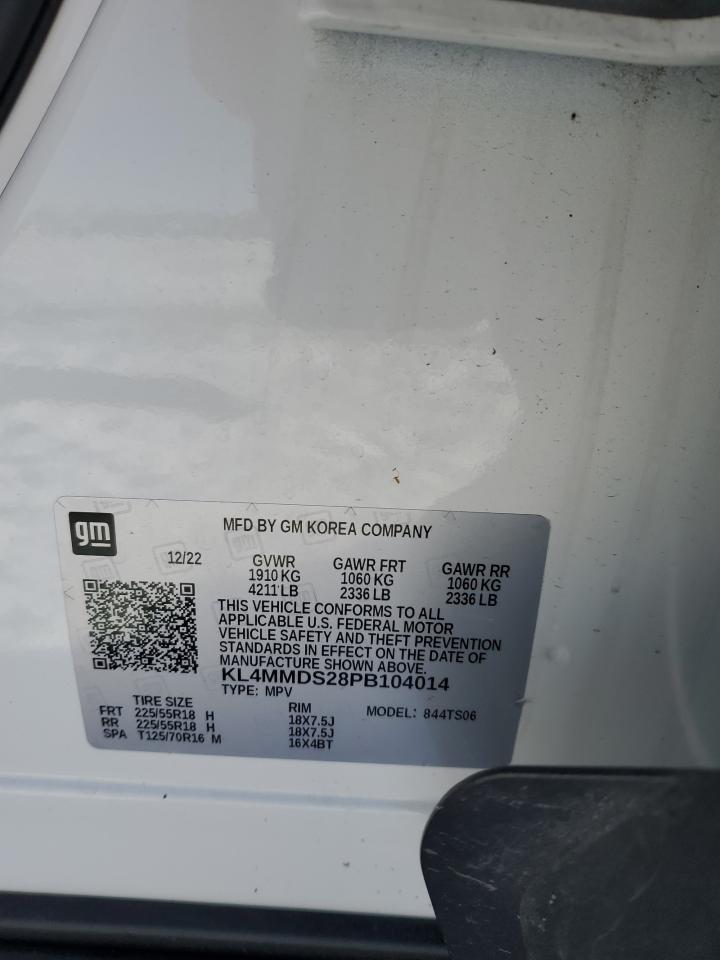 gm
MFD BY GM KOREA COMPANY
12/22 GVWR GAWR FRT GAWR RR
1910 KG 1060 KG 1060 KG
4211 LB 2336 LB 2336 LB
THIS VEHICLE CONFORMS TO ALL
APPLICABLE U.S. FEDERAL MOTOR
VEHICLE SAFETY AND THEFT PREVENTION
STANDARDS IN EFFECT ON THE DATE OF
MANUFACTURE SHOWN ABOVE.
KL4MMDS28PB104014
TYPE: MPV
TIRE SIZE RIM MODEL: 844TS06
FRT 225/55R18 H 18X7.5J
RR 225/55R18 H 18X7.5J
SPA T125/70R16 M 16X4BT